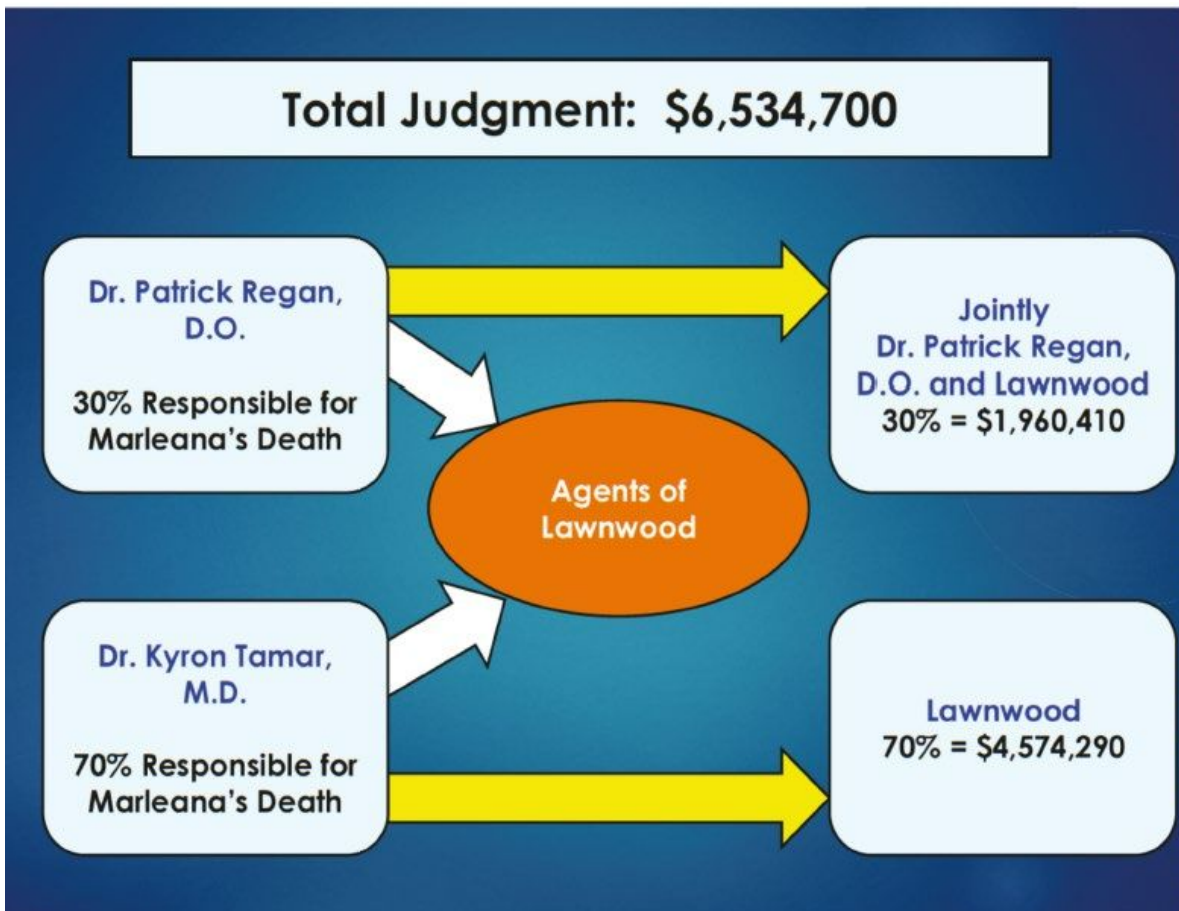 Total Judgment: $6,534,700
Dr. Patrick Regan,
D.O.
30% Responsible for
Marleana's Death
Jointly
Dr. Patrick Regan,
D.O. and Lawnwood
30% = $1,960,410
Agents of
Lawnwood
Dr. Kyron Tamar,
M.D.
70% Responsible for
Marleana's Death
Lawnwood
70% = $4,574,290